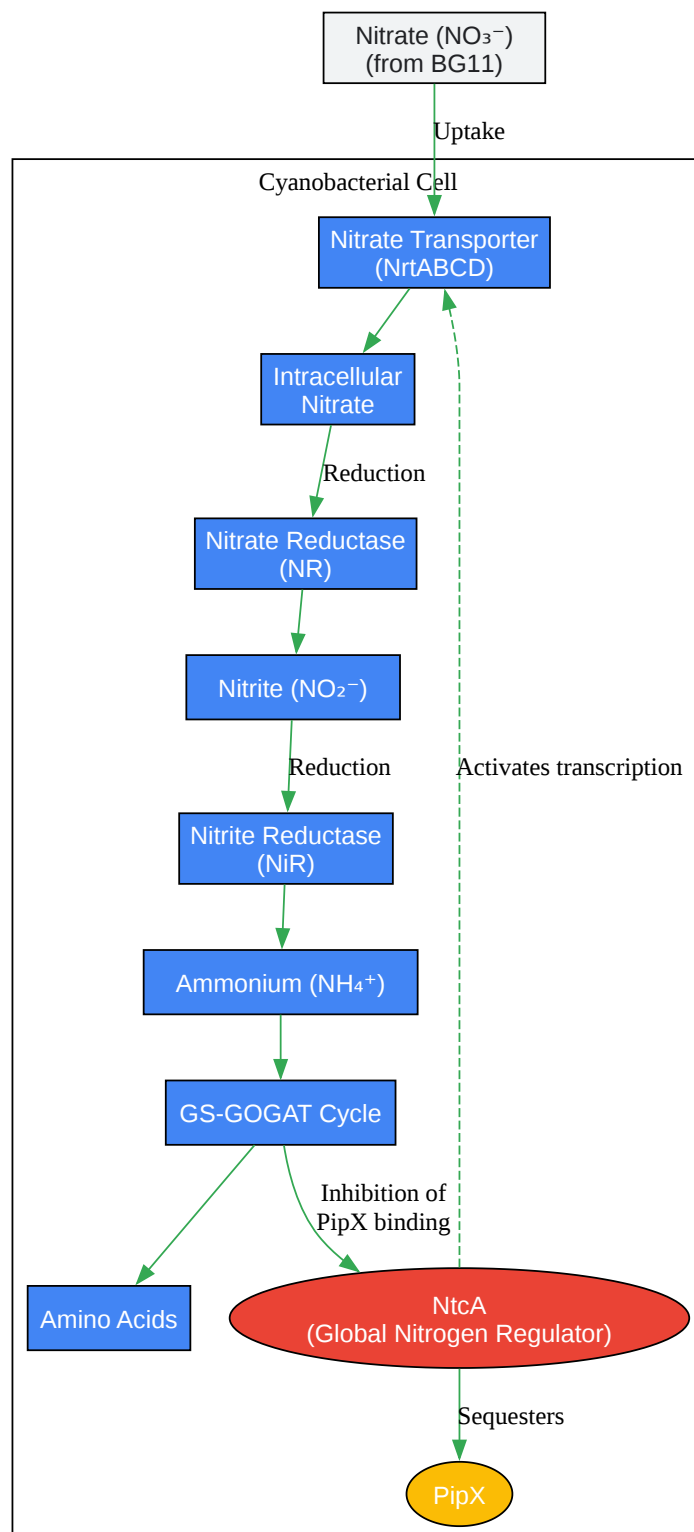 Nitrate (NO₃⁻)
(from BG11)
Uptake
Cyanobacterial Cell
Nitrate Transporter
(NrtABCD)
Intracellular
Nitrate
Reduction
Nitrate Reductase
(NR)
Nitrite (NO₂⁻)
Reduction
Activates transcription
Nitrite Reductase
(NiR)
Ammonium (NH₄⁺)
GS-GOGAT Cycle
Inhibition of
PipX binding
Amino Acids
NtcA
(Global Nitrogen Regulator)
Sequesters
PipX